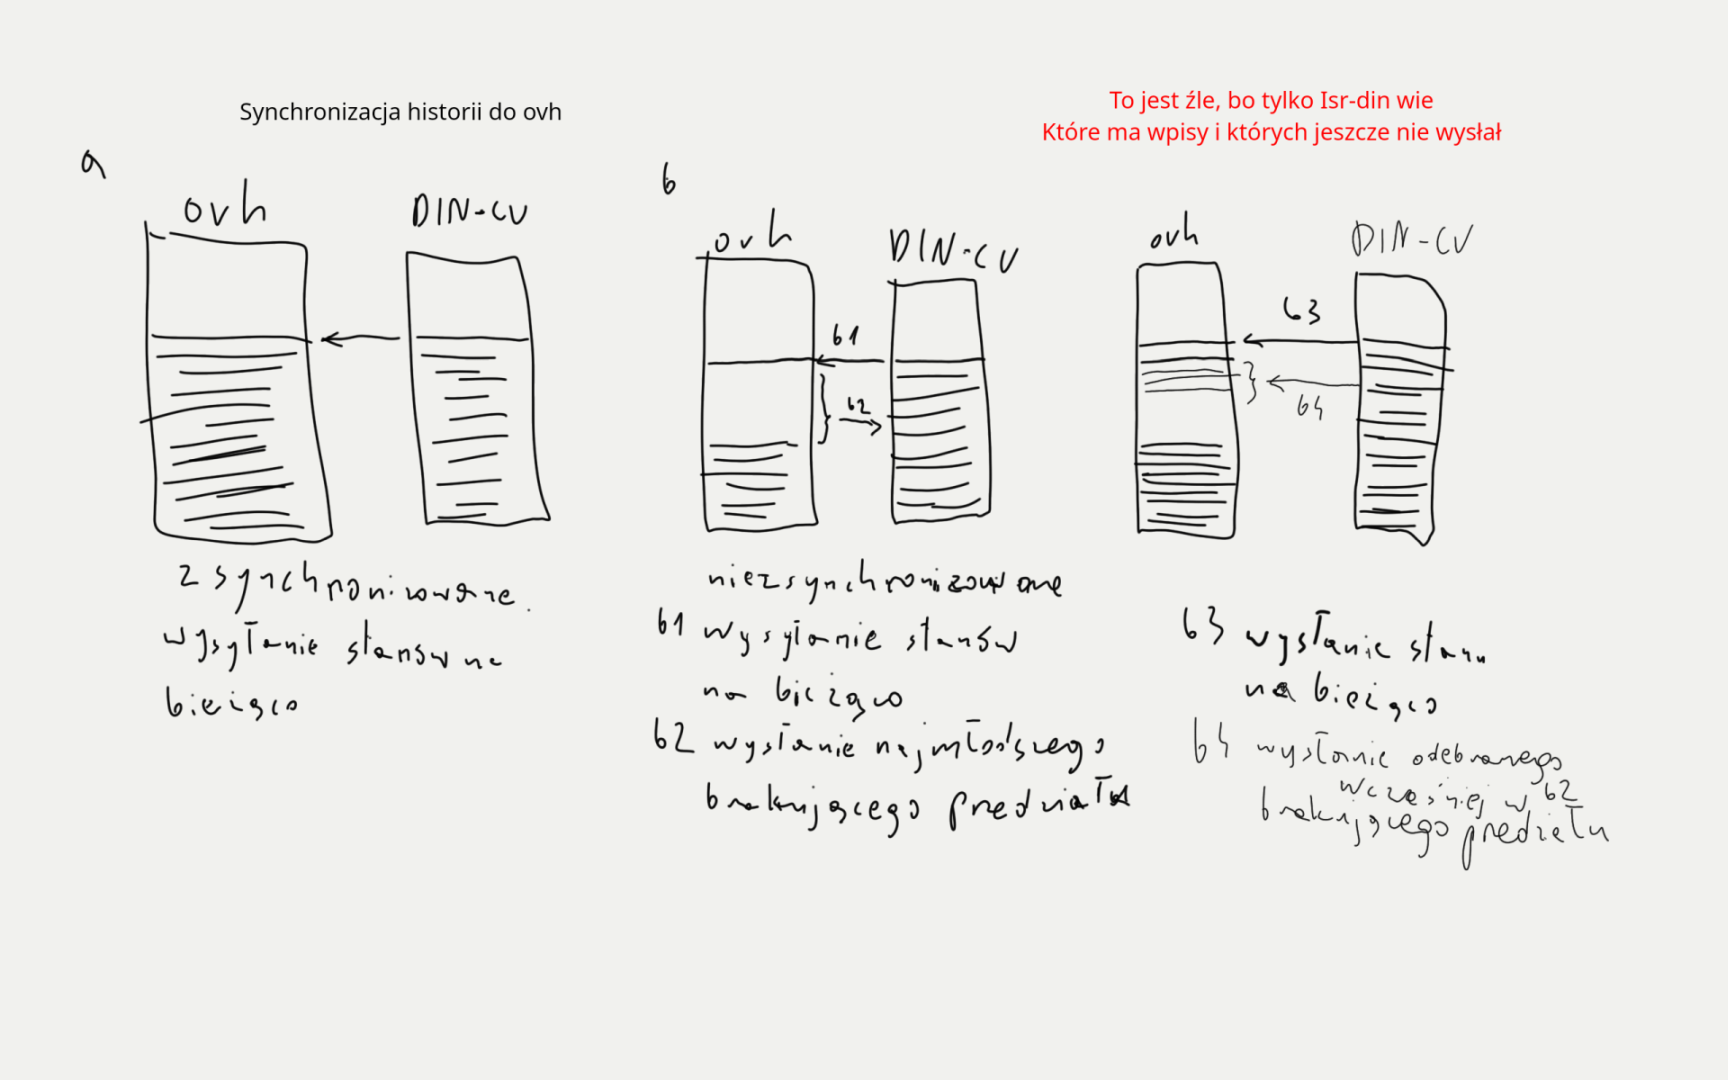 Synchronizacja historii do ovh
To jest źle, bo tylko Isr-din wie
Które ma wpisy i których jeszcze nie wysłał
a
ovh
DIN-CV
zsynchronizowane.
wysyłanie stanów na
bieżąco
b
ovh
DIN-CV
b1
b2
niezsynchronizowane
b1 wysyłanie stanów
na bieżąco
b2 wysłanie najmłodszego
brakującego przedziału
ovh
DIN-CV
b3
b4
b3 wysłanie stanu
na bieżąco
b4 wysłanie odebranego
wcześniej w b2
brakującego przedziału